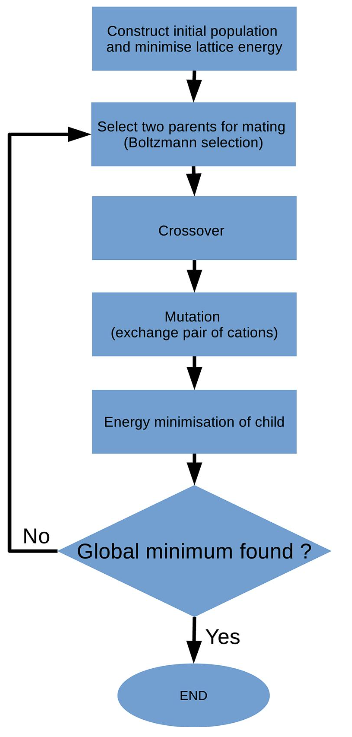 Construct initial population
and minimise lattice energy
Select two parents for mating
(Boltzmann selection)
Crossover
Mutation
(exchange pair of cations)
Energy minimisation of child
Global minimum found ?
No
Yes
END